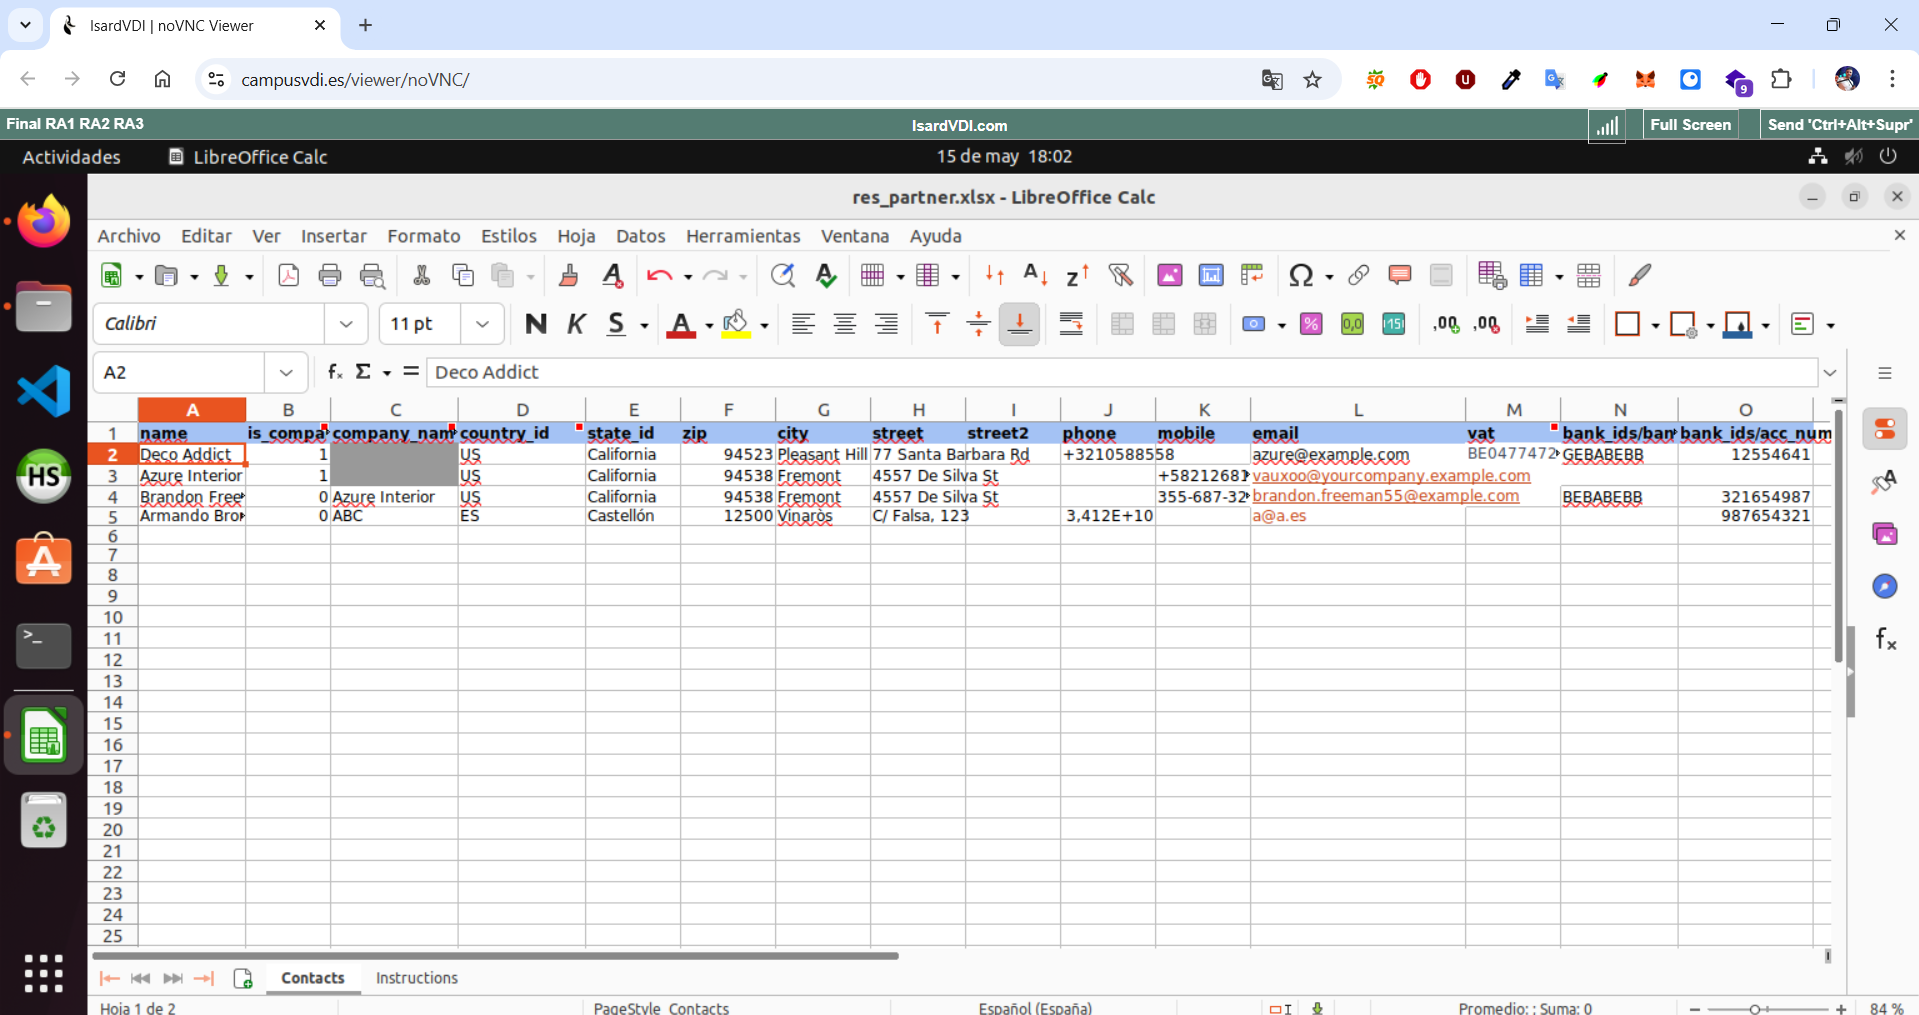 IsardVDI | noVNC Viewer
campusvdi.es/viewer/noVNC/
9
Final RA1 RA2 RA3
IsardVDI.com
Full Screen
Send 'Ctrl+Alt+Supr'
Actividades
LibreOffice Calc
15 de may 18:02
res_partner.xlsx - LibreOffice Calc
Archivo Editar Ver Insertar Formato Estilos Hoja Datos Herramientas Ventana Ayuda
Calibri
11 pt
N K S
A2
Deco Addict
A B C D E F G H I J K L M N O
1 name is_compa company_nam country_id state_id zip city street street2 phone mobile email vat bank_ids/ban bank_ids/acc_num
2 Deco Addict 1 US California 94523 Pleasant Hill 77 Santa Barbara Rd +3210588558 azure@example.com BE0477472 GEBABEBB 12554641
3 Azure Interior 1 US California 94538 Fremont 4557 De Silva St +58212681 vauxoo@yourcompany.example.com
4 Brandon Free 0 Azure Interior US California 94538 Fremont 4557 De Silva St 355-687-32 brandon.freeman55@example.com BEBABEBB 321654987
5 Armando Bro 0 ABC ES Castellón 12500 Vinaròs C/ Falsa, 123 3,412E+10 a@a.es 987654321
6
7
8
9
10
11
12
13
14
15
16
17
18
19
20
21
22
23
24
25
Contacts Instructions
Hoja 1 de 2
PageStyle_Contacts
Español (España)
Promedio: ; Suma: 0
84 %